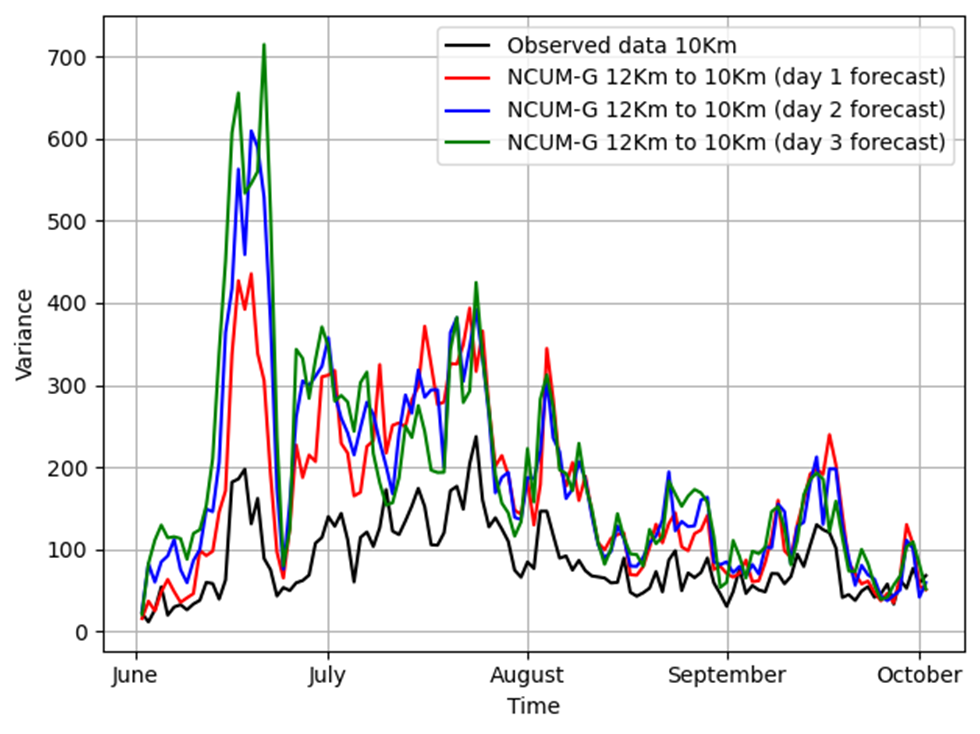 Observed data 10Km
NCUM-G 12Km to 10Km (day 1 forecast)
NCUM-G 12Km to 10Km (day 2 forecast)
NCUM-G 12Km to 10Km (day 3 forecast)
700
600
500
400
300
200
100
0
Variance
June July August September October
Time